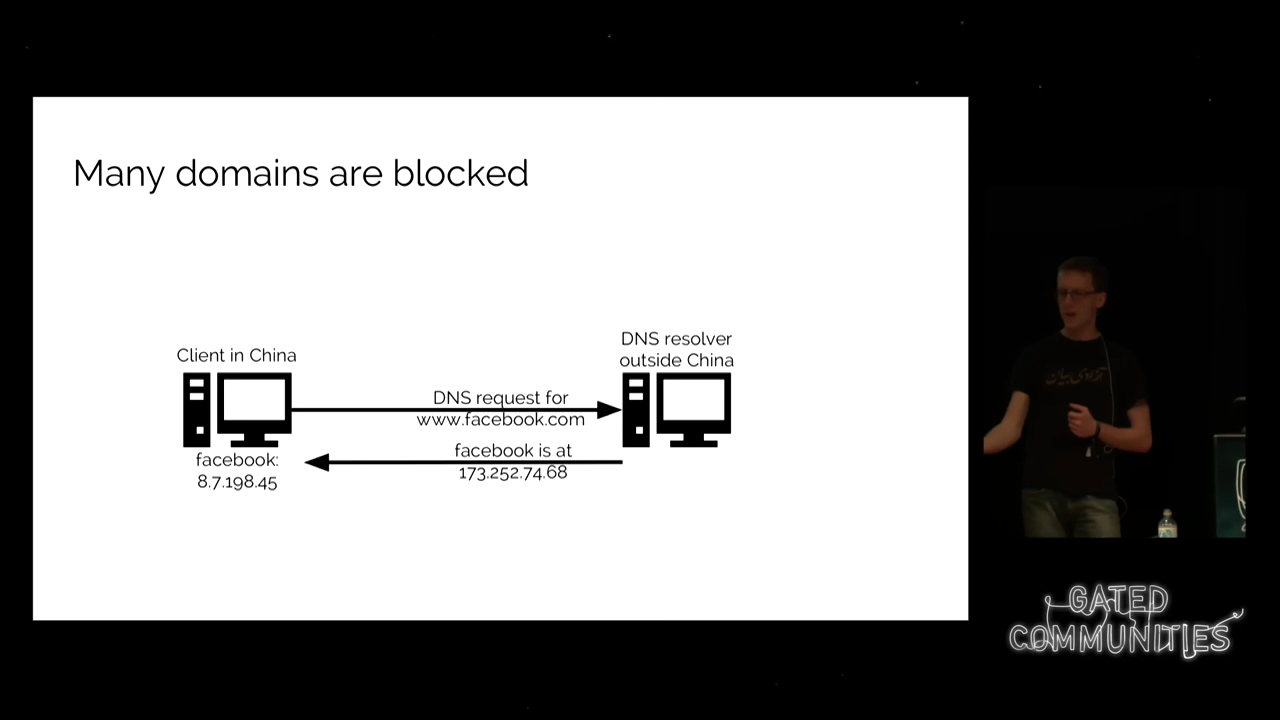 Many domains are blocked
Client in China
DNS resolver
outside China
DNS request for
www.facebook.com
facebook is at
173.252.74.68
facebook:
8.7.198.45
GATED
COMMUNITIES